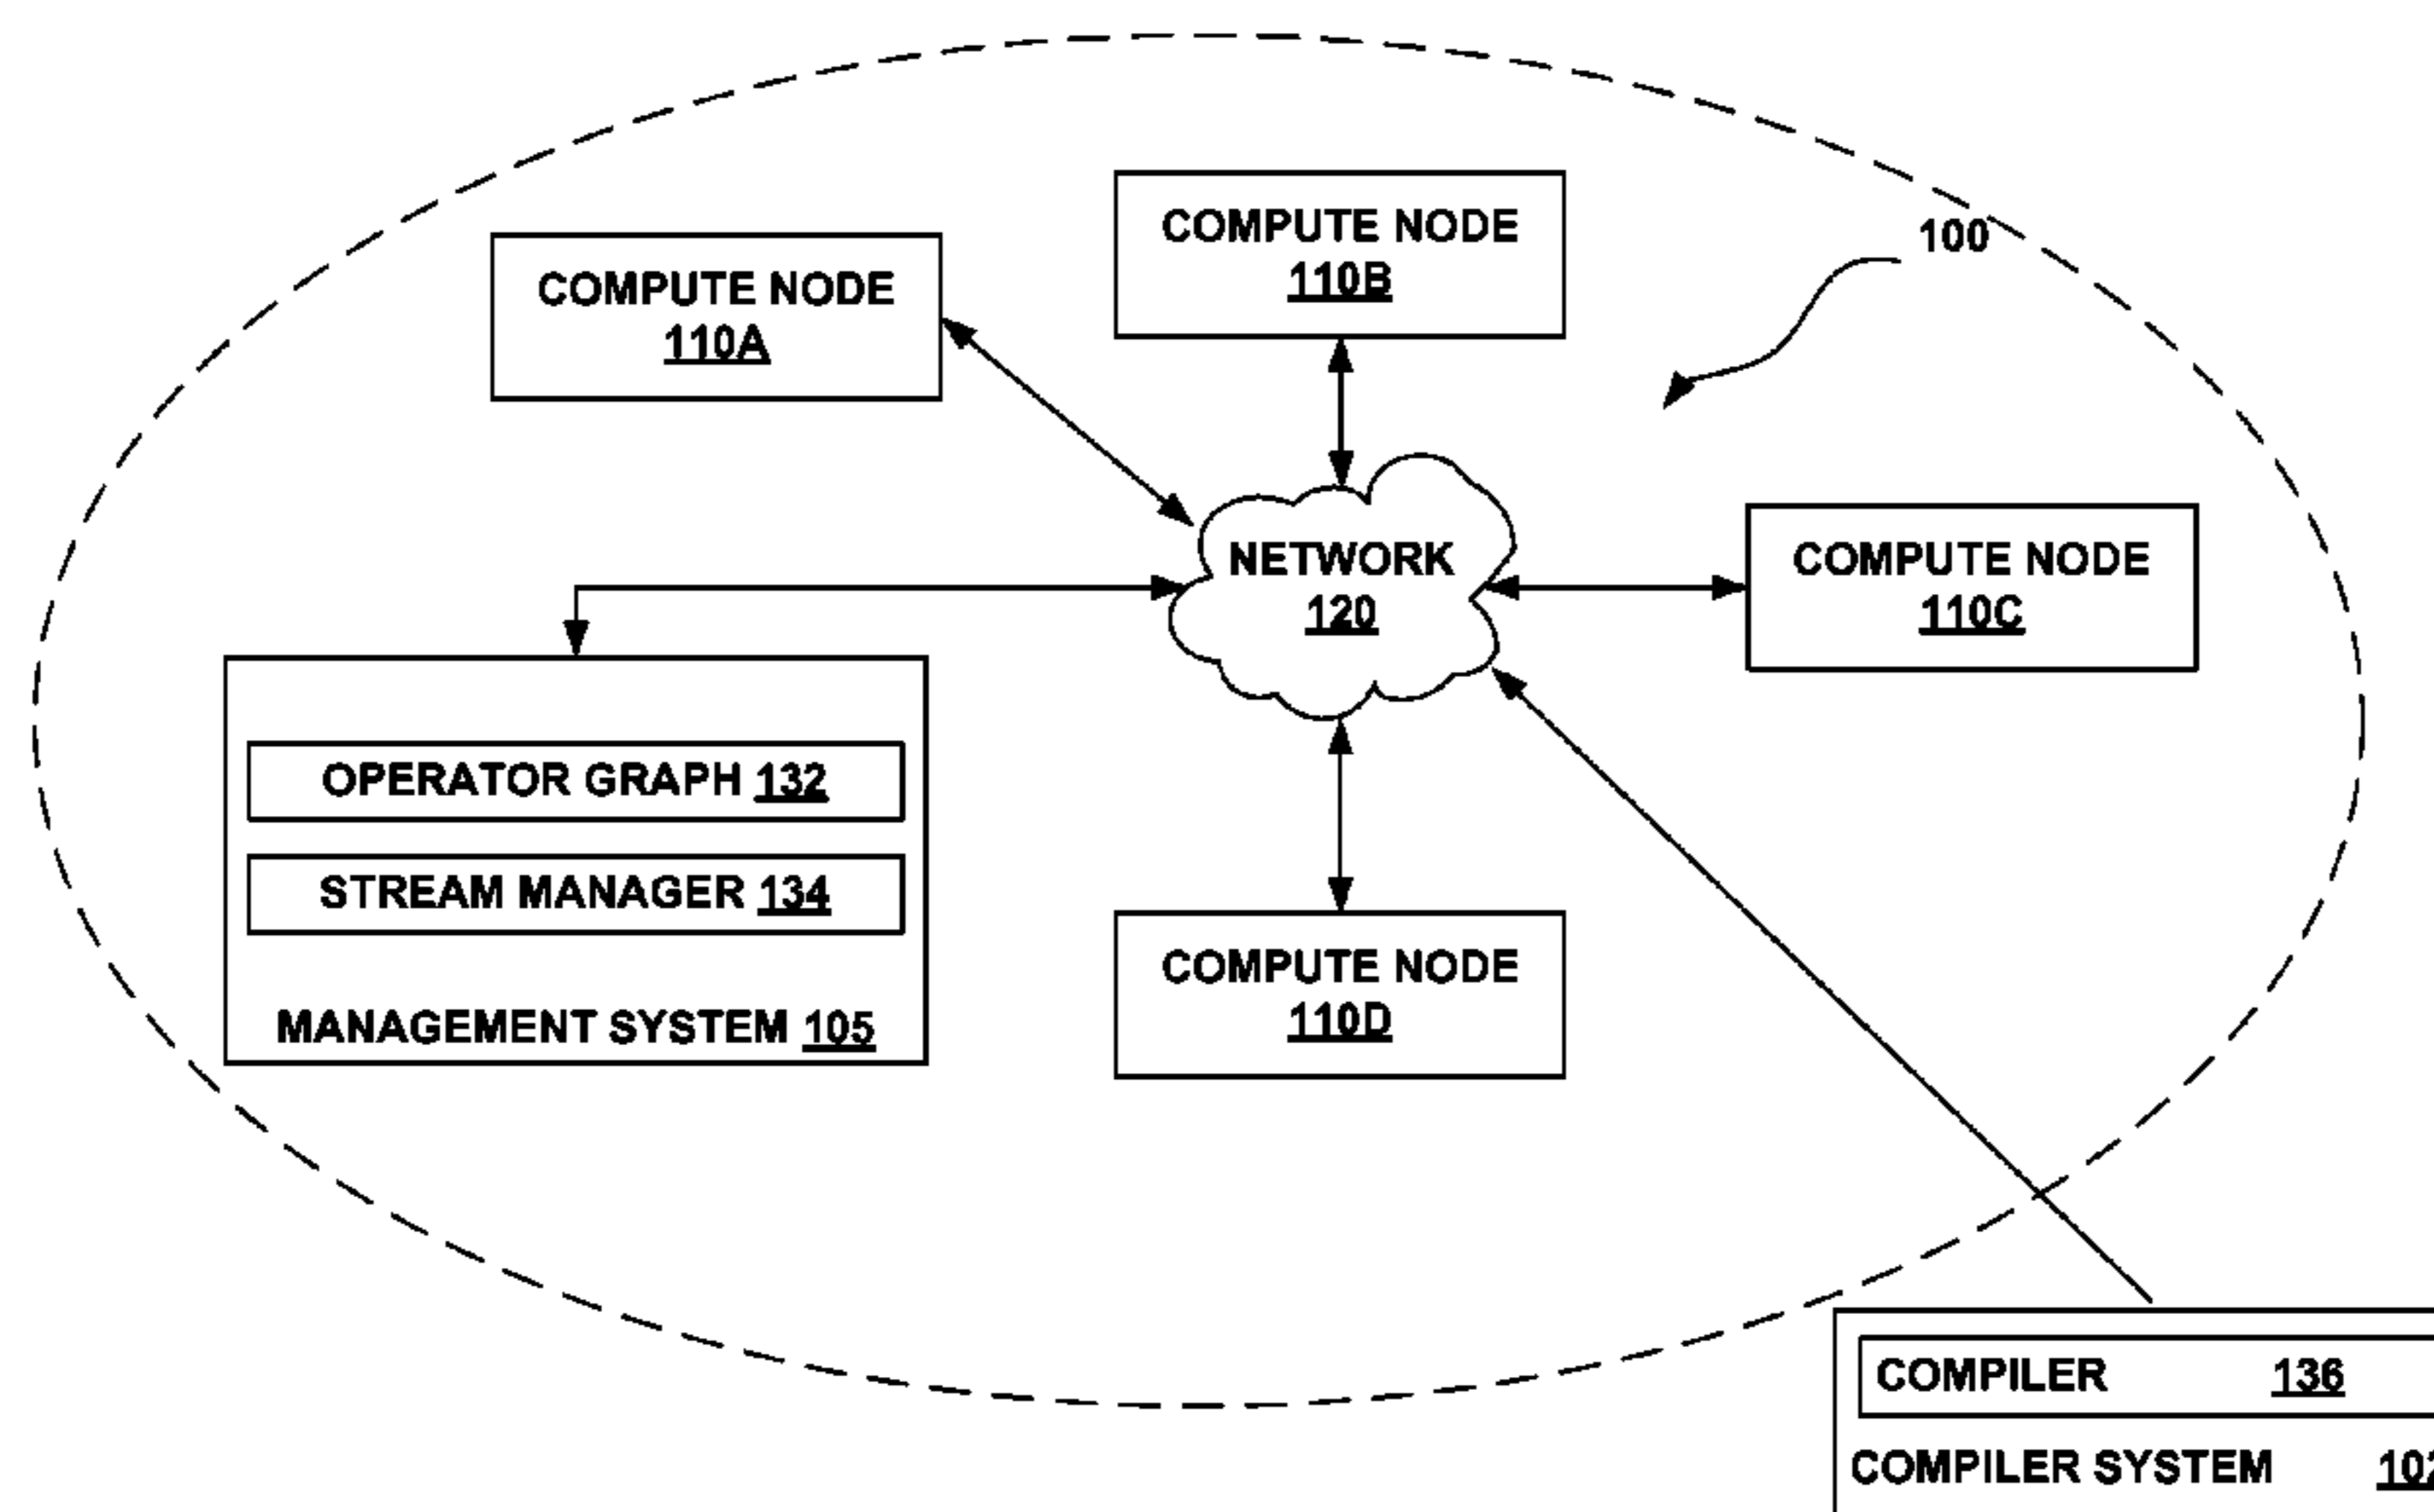 COMPUTE NODE
110B
100
COMPUTE NODE
110A
NETWORK
120
COMPUTE NODE
110C
OPERATOR GRAPH 132
STREAM MANAGER 134
MANAGEMENT SYSTEM 105
COMPUTE NODE
110D
COMPILER 136
COMPILER SYSTEM